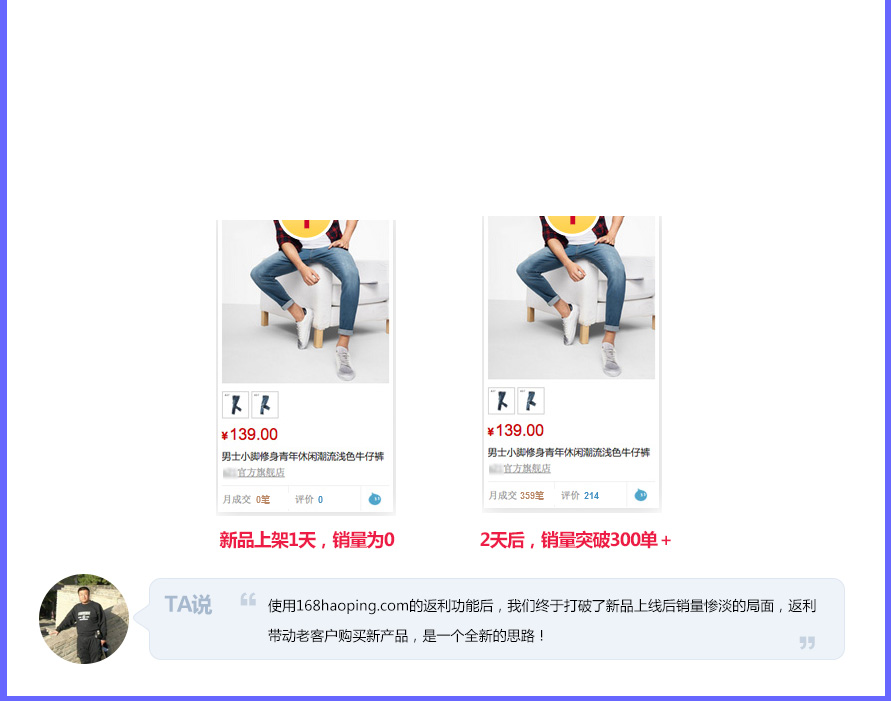 ¥139.00
男士小脚修身青年休闲潮流浅色牛仔裤
官方旗舰店
月成交 0笔 评价 0
新品上架1天，销量为0
¥139.00
男士小脚修身青年休闲潮流浅色牛仔裤
官方旗舰店
月成交 359笔 评价 214
2天后，销量突破300单+
TA说
使用168haoping.com的返利功能后，我们终于打破了新品上线后销量惨淡的局面，返利
带动老客户购买新产品，是一个全新的思路！